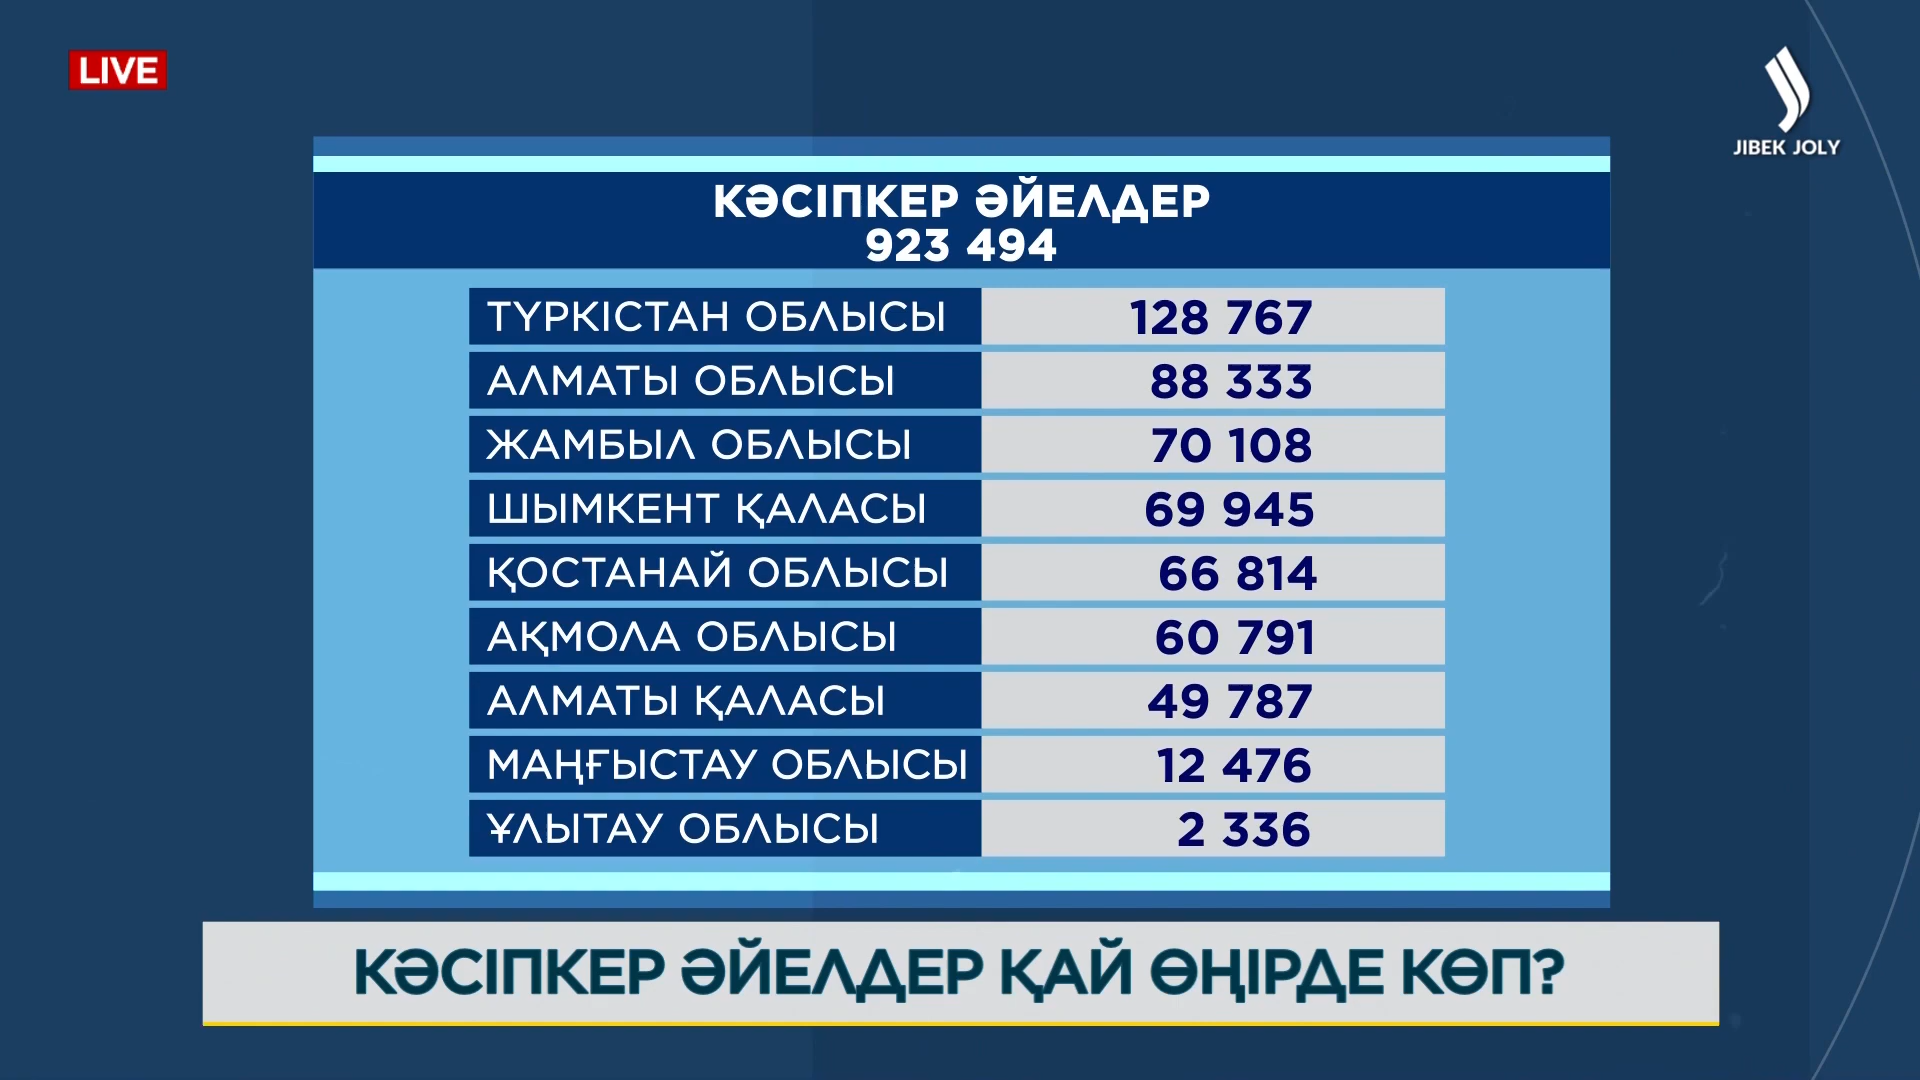 LIVE
JIBEK JOLY
КӘСІПКЕР ӘЙЕЛДЕР
923 494
ТҮРКІСТАН ОБЛЫСЫ 128 767
АЛМАТЫ ОБЛЫСЫ 88 333
ЖАМБЫЛ ОБЛЫСЫ 70 108
ШЫМКЕНТ ҚАЛАСЫ 69 945
ҚОСТАНАЙ ОБЛЫСЫ 66 814
АҚМОЛА ОБЛЫСЫ 60 791
АЛМАТЫ ҚАЛАСЫ 49 787
МАҢҒЫСТАУ ОБЛЫСЫ 12 476
ҰЛЫТАУ ОБЛЫСЫ 2 336
КӘСІПКЕР ӘЙЕЛДЕР ҚАЙ ӨҢІРДЕ КӨП?